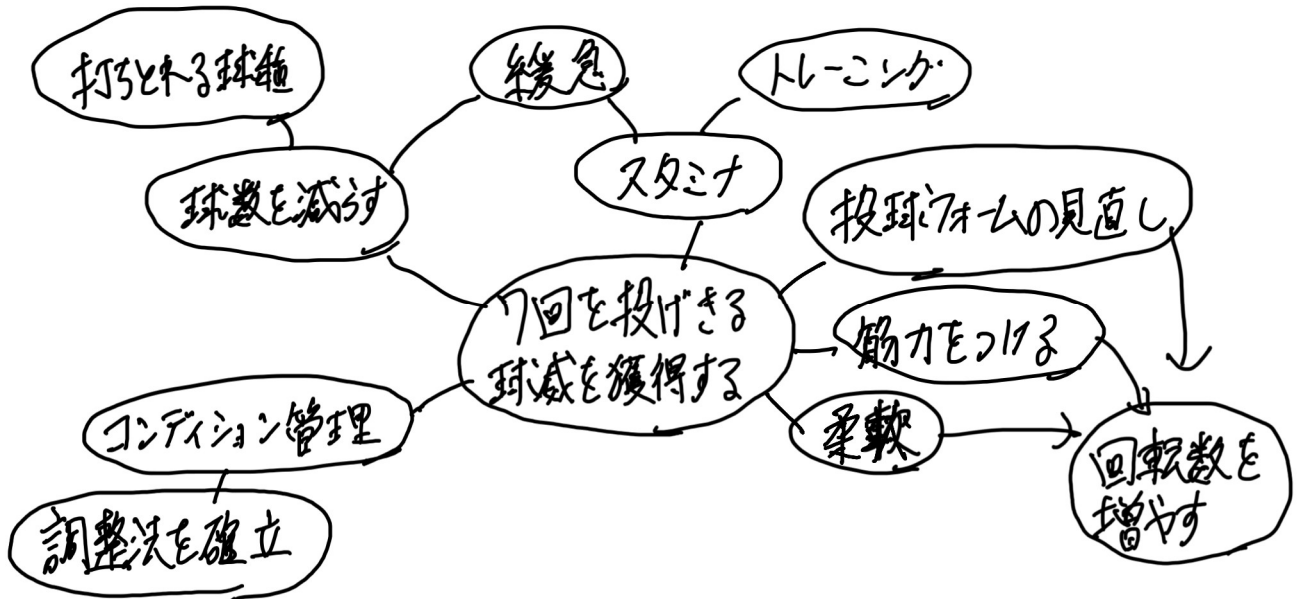 打ちとれる球種
緩急
トレーニング
スタミナ
球数を減らす
投球フォームの見直し
7回を投げきる
球威を獲得する
筋力をつける
コンディション管理
柔軟
回転数を
増やす
調整法を確立